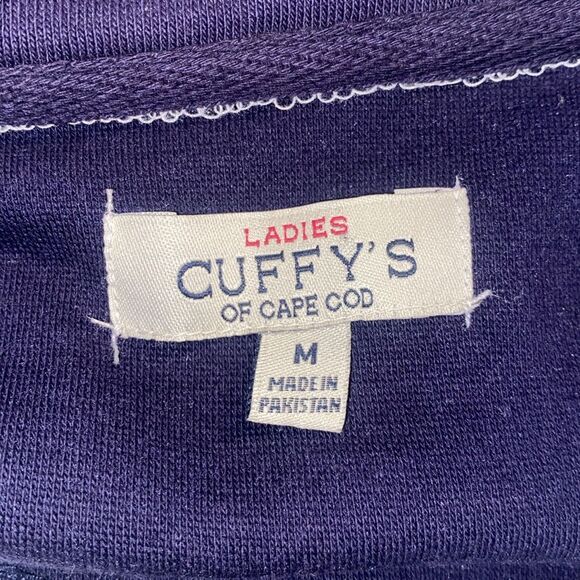 LADIES
CUFFY'S
OF CAPE COD
M
MADE IN
PAKISTAN